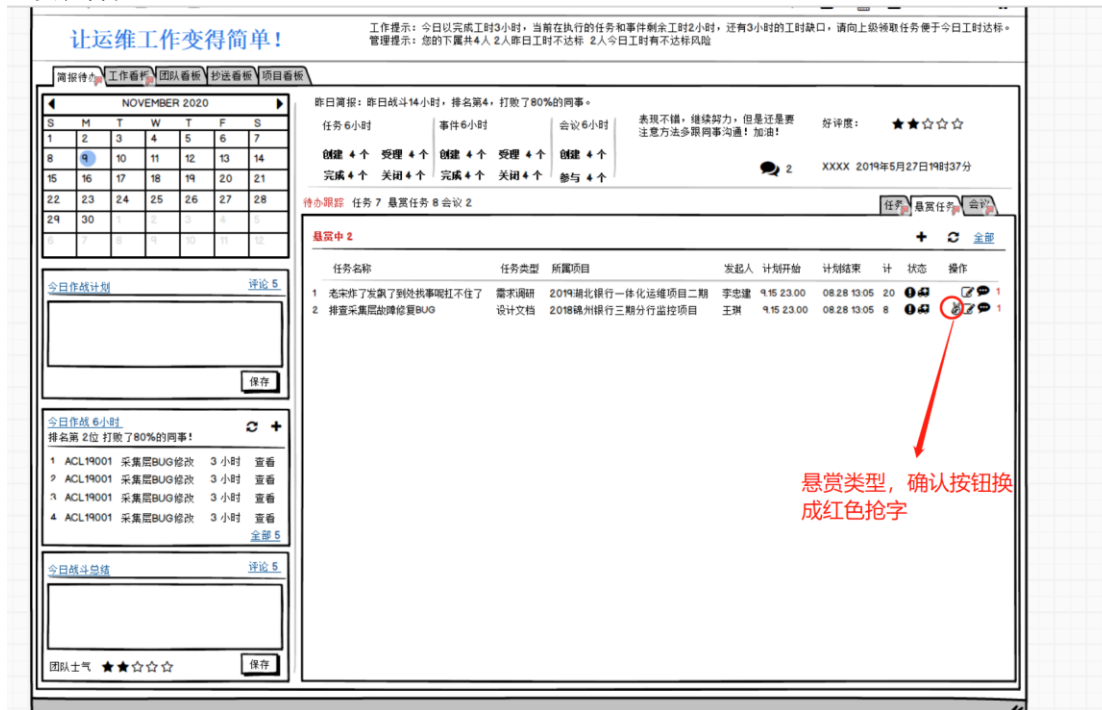 让运维工作变得简单！
工作提示：今日以完成工时3小时，当前在执行的任务和事件剩余工时2小时，还有3小时的工时缺口，请向上级领取任务便于今日工时达标。
管理提示：您的下属共4人 2人昨日工时不达标 2人今日工时有不达标风险
简报待办 工作看板 团队看板 抄送看板 项目看板
NOVEMBER 2020
S M T W T F S
1 2 3 4 5 6 7
8 9 10 11 12 13 14
15 16 17 18 19 20 21
22 23 24 25 26 27 28
29 30 1 2 3 4 5
6 7 8 9 10 11 12
今日作战计划 评论 5
保存
今日作战 6小时
排名第 2位 打败了80%的同事！
1 ACL19001 采集层BUG修改 3 小时 查看
2 ACL19001 采集层BUG修改 3 小时 查看
3 ACL19001 采集层BUG修改 3 小时 查看
4 ACL19001 采集层BUG修改 3 小时 查看
全部 5
今日战斗总结 评论 5
团队士气 保存
昨日简报：昨日战斗14小时，排名第4，打败了80%的同事。
任务 6小时 事件6小时 会议6小时
创建 4 个 受理 4 个 创建 4 个 受理 4 个 创建 4 个
完成 4 个 关闭 4 个 完成 4 个 关闭 4 个 参与 4 个
表现不错，继续努力，但是还是要
注意方法多跟同事沟通！加油！
2
好评度：
XXXX 2019年5月27日19时37分
待办跟踪 任务 7 悬赏任务 8 会议 2
任务 悬赏任务 会议
悬赏中 2 全部
任务名称 任务类型 所属项目 发起人 计划开始 计划结束 计 状态 操作
1 老宋炸了发飙了到处找事呢扛不住了 需求调研 2019湖北银行一体化运维项目二期 李忠建 9.15 23.00 08.28 13:05 20 1
2 排查采集层故障修复BUG 设计文档 2018锦州银行三期分行监控项目 王琪 9.15 23.00 08.28 13:05 8 1
悬赏类型，确认按钮换
成红色抢字